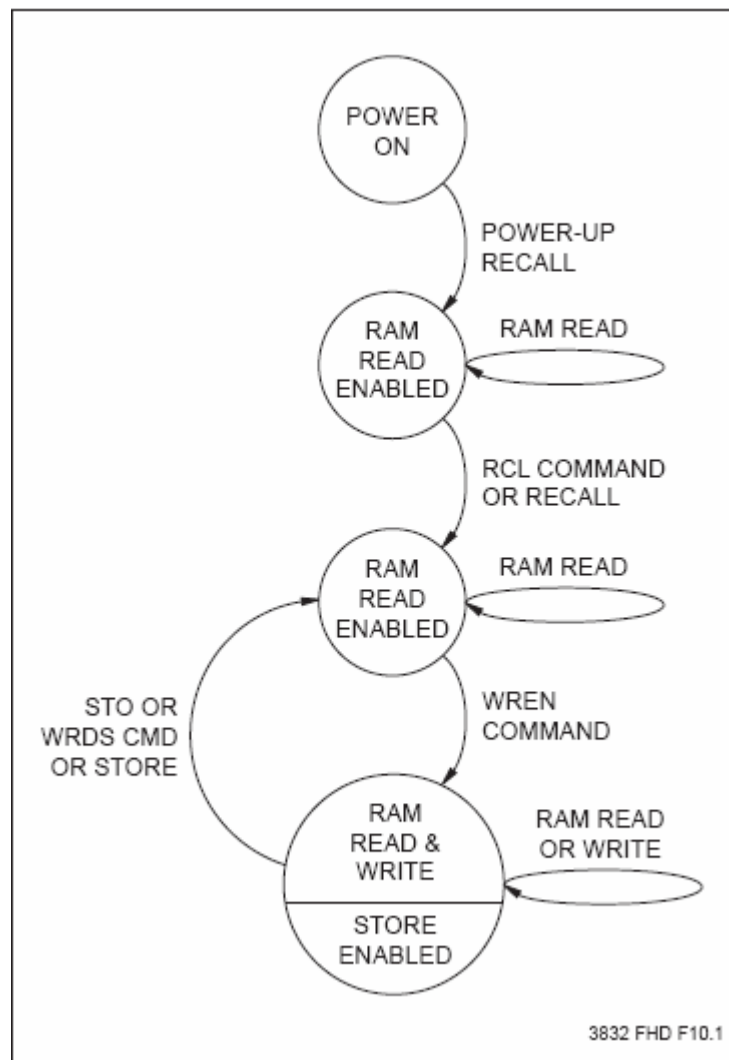 POWER
ON
POWER-UP
RECALL
RAM
READ
ENABLED
RAM READ
RCL COMMAND
OR RECALL
RAM
READ
ENABLED
RAM READ
STO OR
WRDS CMD
OR STORE
WREN
COMMAND
RAM
READ &
WRITE
RAM READ
OR WRITE
STORE
ENABLED
3832 FHD F10.1